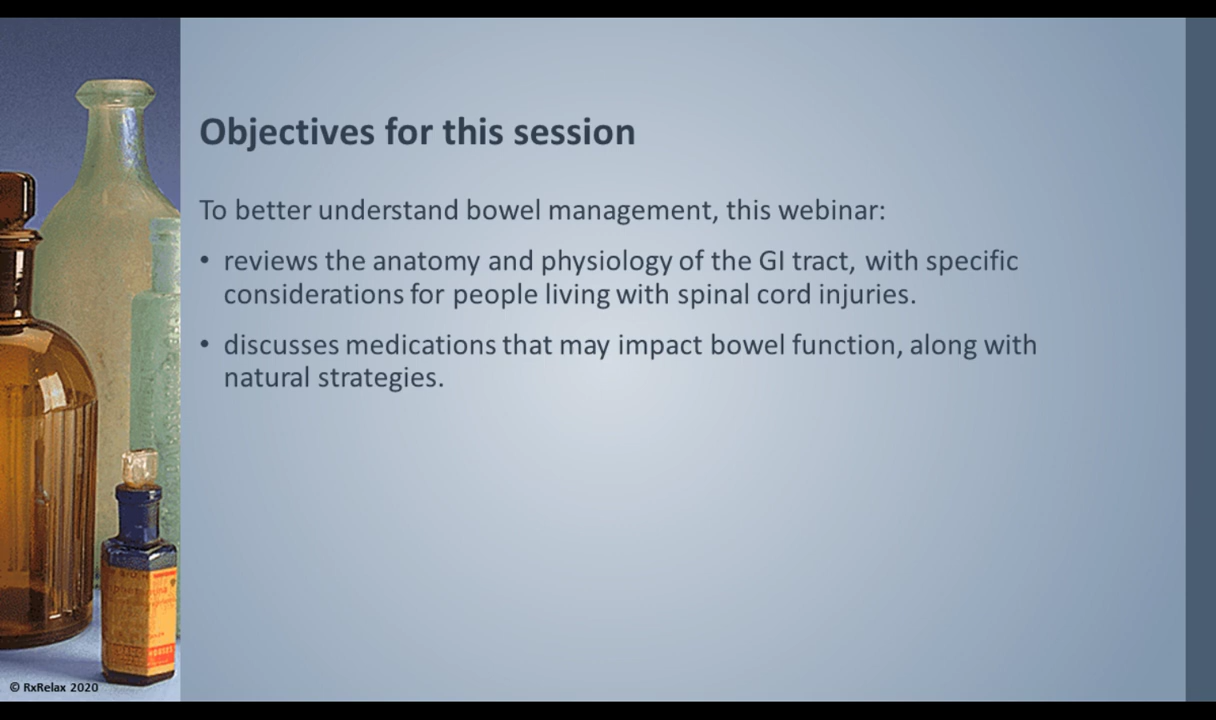 Objectives for this session
To better understand bowel management, this webinar:
• reviews the anatomy and physiology of the GI tract, with specific
considerations for people living with spinal cord injuries.
• discusses medications that may impact bowel function, along with
natural strategies.
© RxRelax 2020